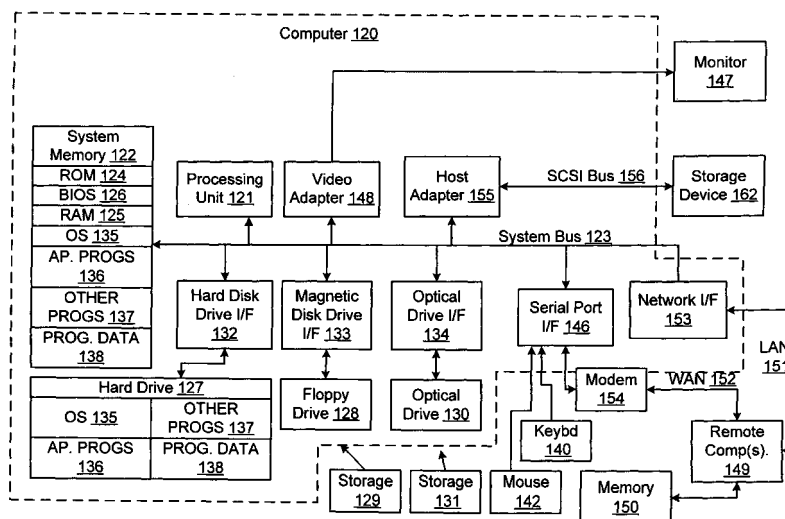 Computer 120
Monitor
147
System
Memory 122
ROM 124
BIOS 126
RAM 125
OS 135
AP. PROGS
136
OTHER
PROGS 137
PROG. DATA
138
Processing
Unit 121
Video
Adapter 148
Host
Adapter 155
SCSI Bus 156
Storage
Device 162
System Bus 123
Hard Disk
Drive I/F
132
Magnetic
Disk Drive
I/F 133
Optical
Drive I/F
134
Serial Port
I/F 146
Network I/F
153
LAN
151
Hard Drive 127
OS 135
OTHER
PROGS 137
AP. PROGS
136
PROG. DATA
138
Floppy
Drive 128
Optical
Drive 130
Modem
154
WAN 152
Keybd
140
Remote
Comp(s).
149
Storage
129
Storage
131
Mouse
142
Memory
150